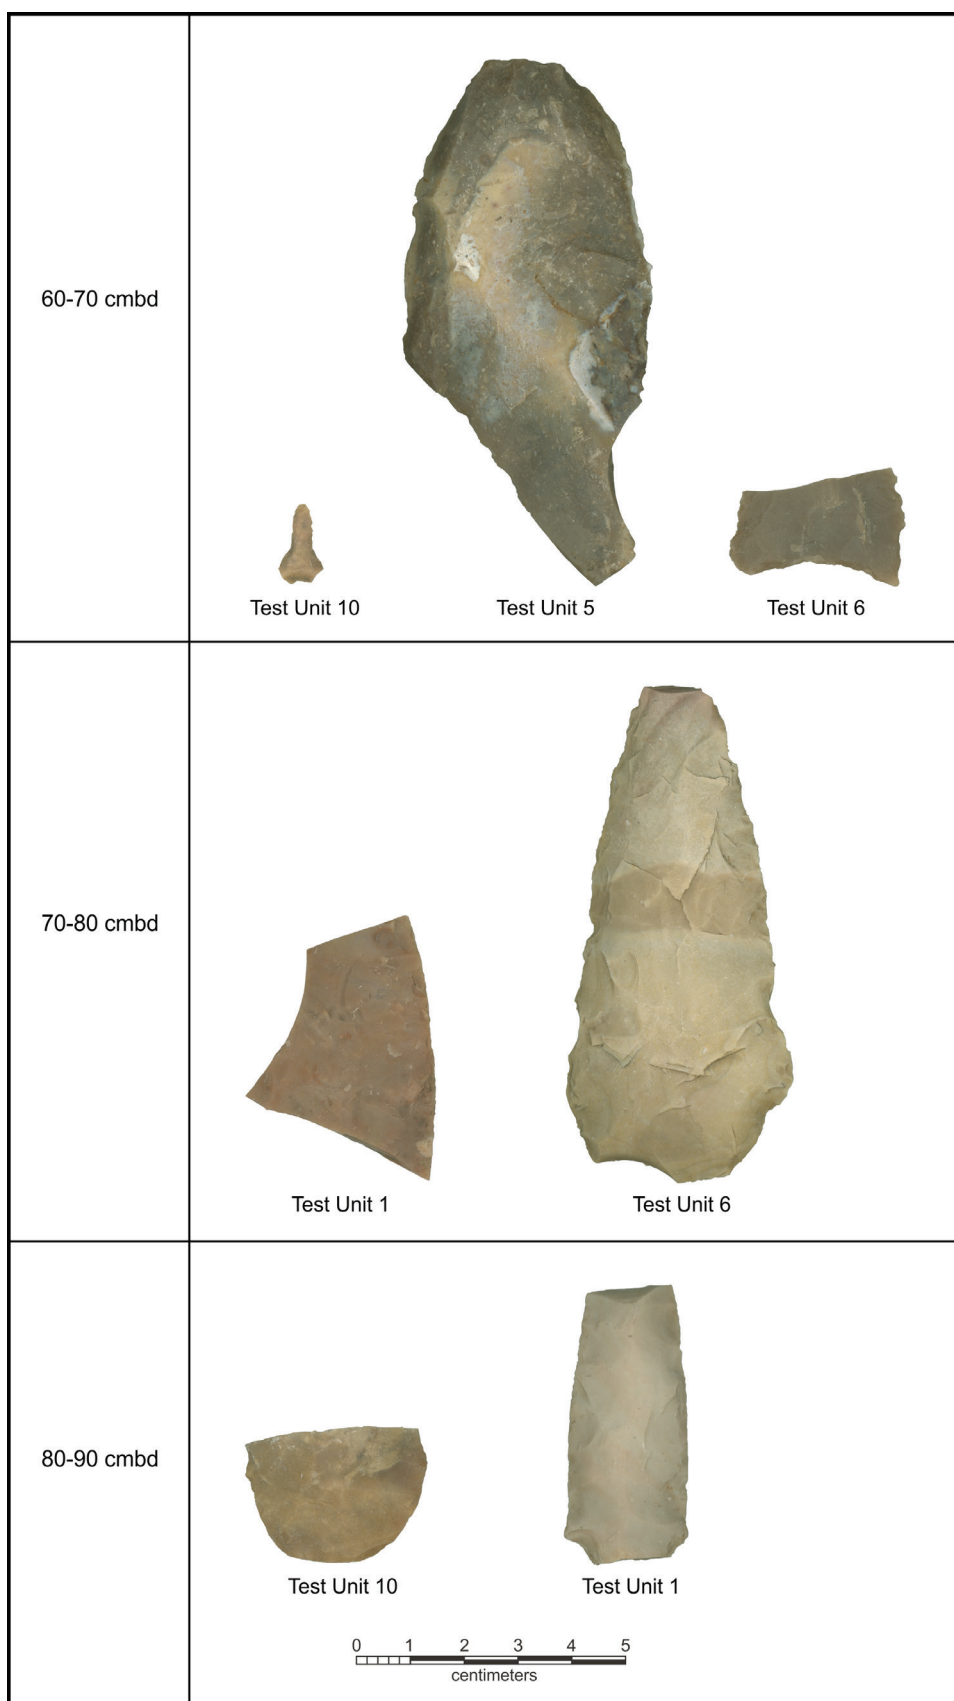 60-70 cmbd
Test Unit 10
Test Unit 5
Test Unit 6
70-80 cmbd
Test Unit 1
Test Unit 6
80-90 cmbd
Test Unit 10
Test Unit 1
0 1 2 3 4 5
centimeters